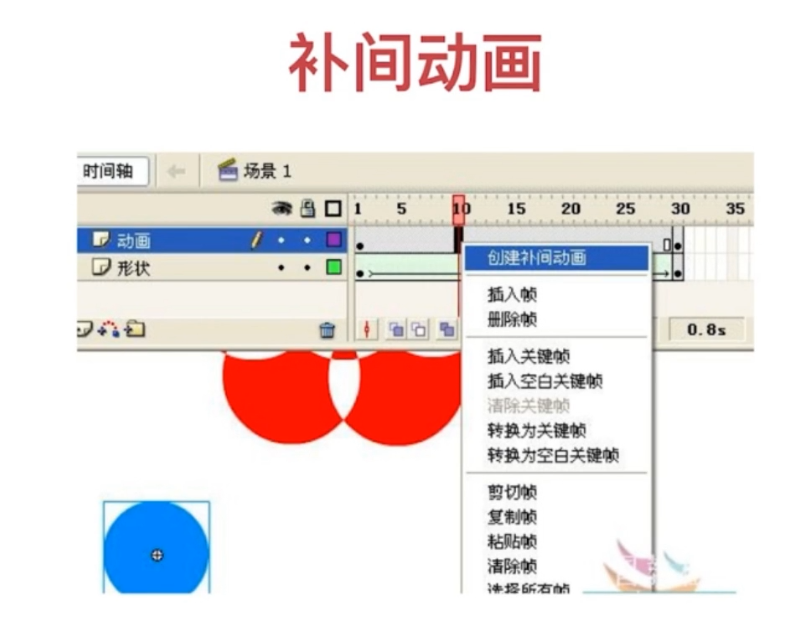 补间动画
时间轴
场景 1
1 5 10 15 20 25 30 35
动画
形状
0.8s
创建补间动画
插入帧
删除帧
插入关键帧
插入空白关键帧
清除关键帧
转换为关键帧
转换为空白关键帧
剪切帧
复制帧
粘贴帧
清除帧
选择所有帧